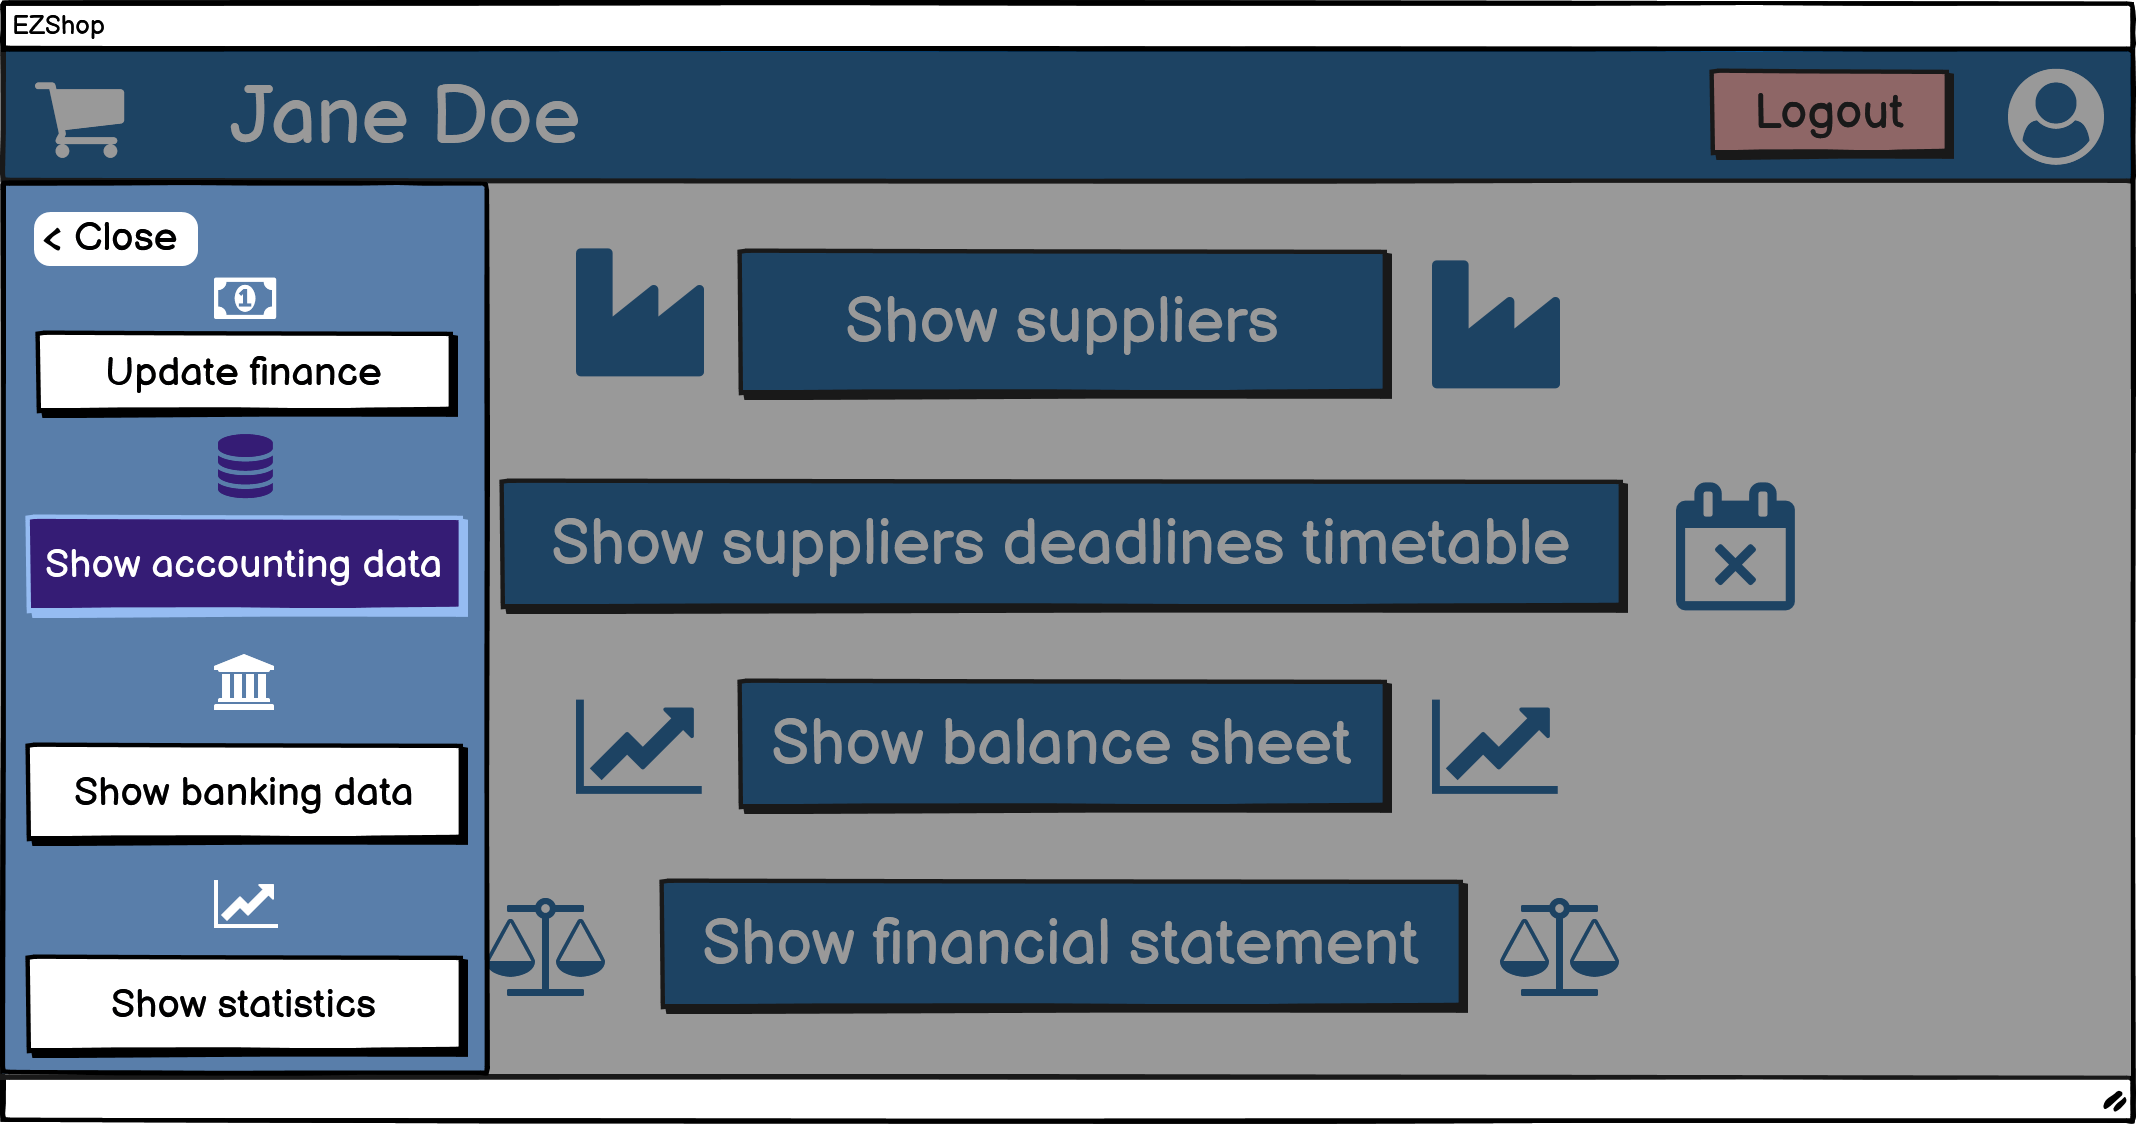 EZShop
Jane Doe
Logout
< Close
1
Update finance
Show accounting data
Show banking data
Show statistics
Show suppliers
Show suppliers deadlines timetable
Show balance sheet
Show financial statement